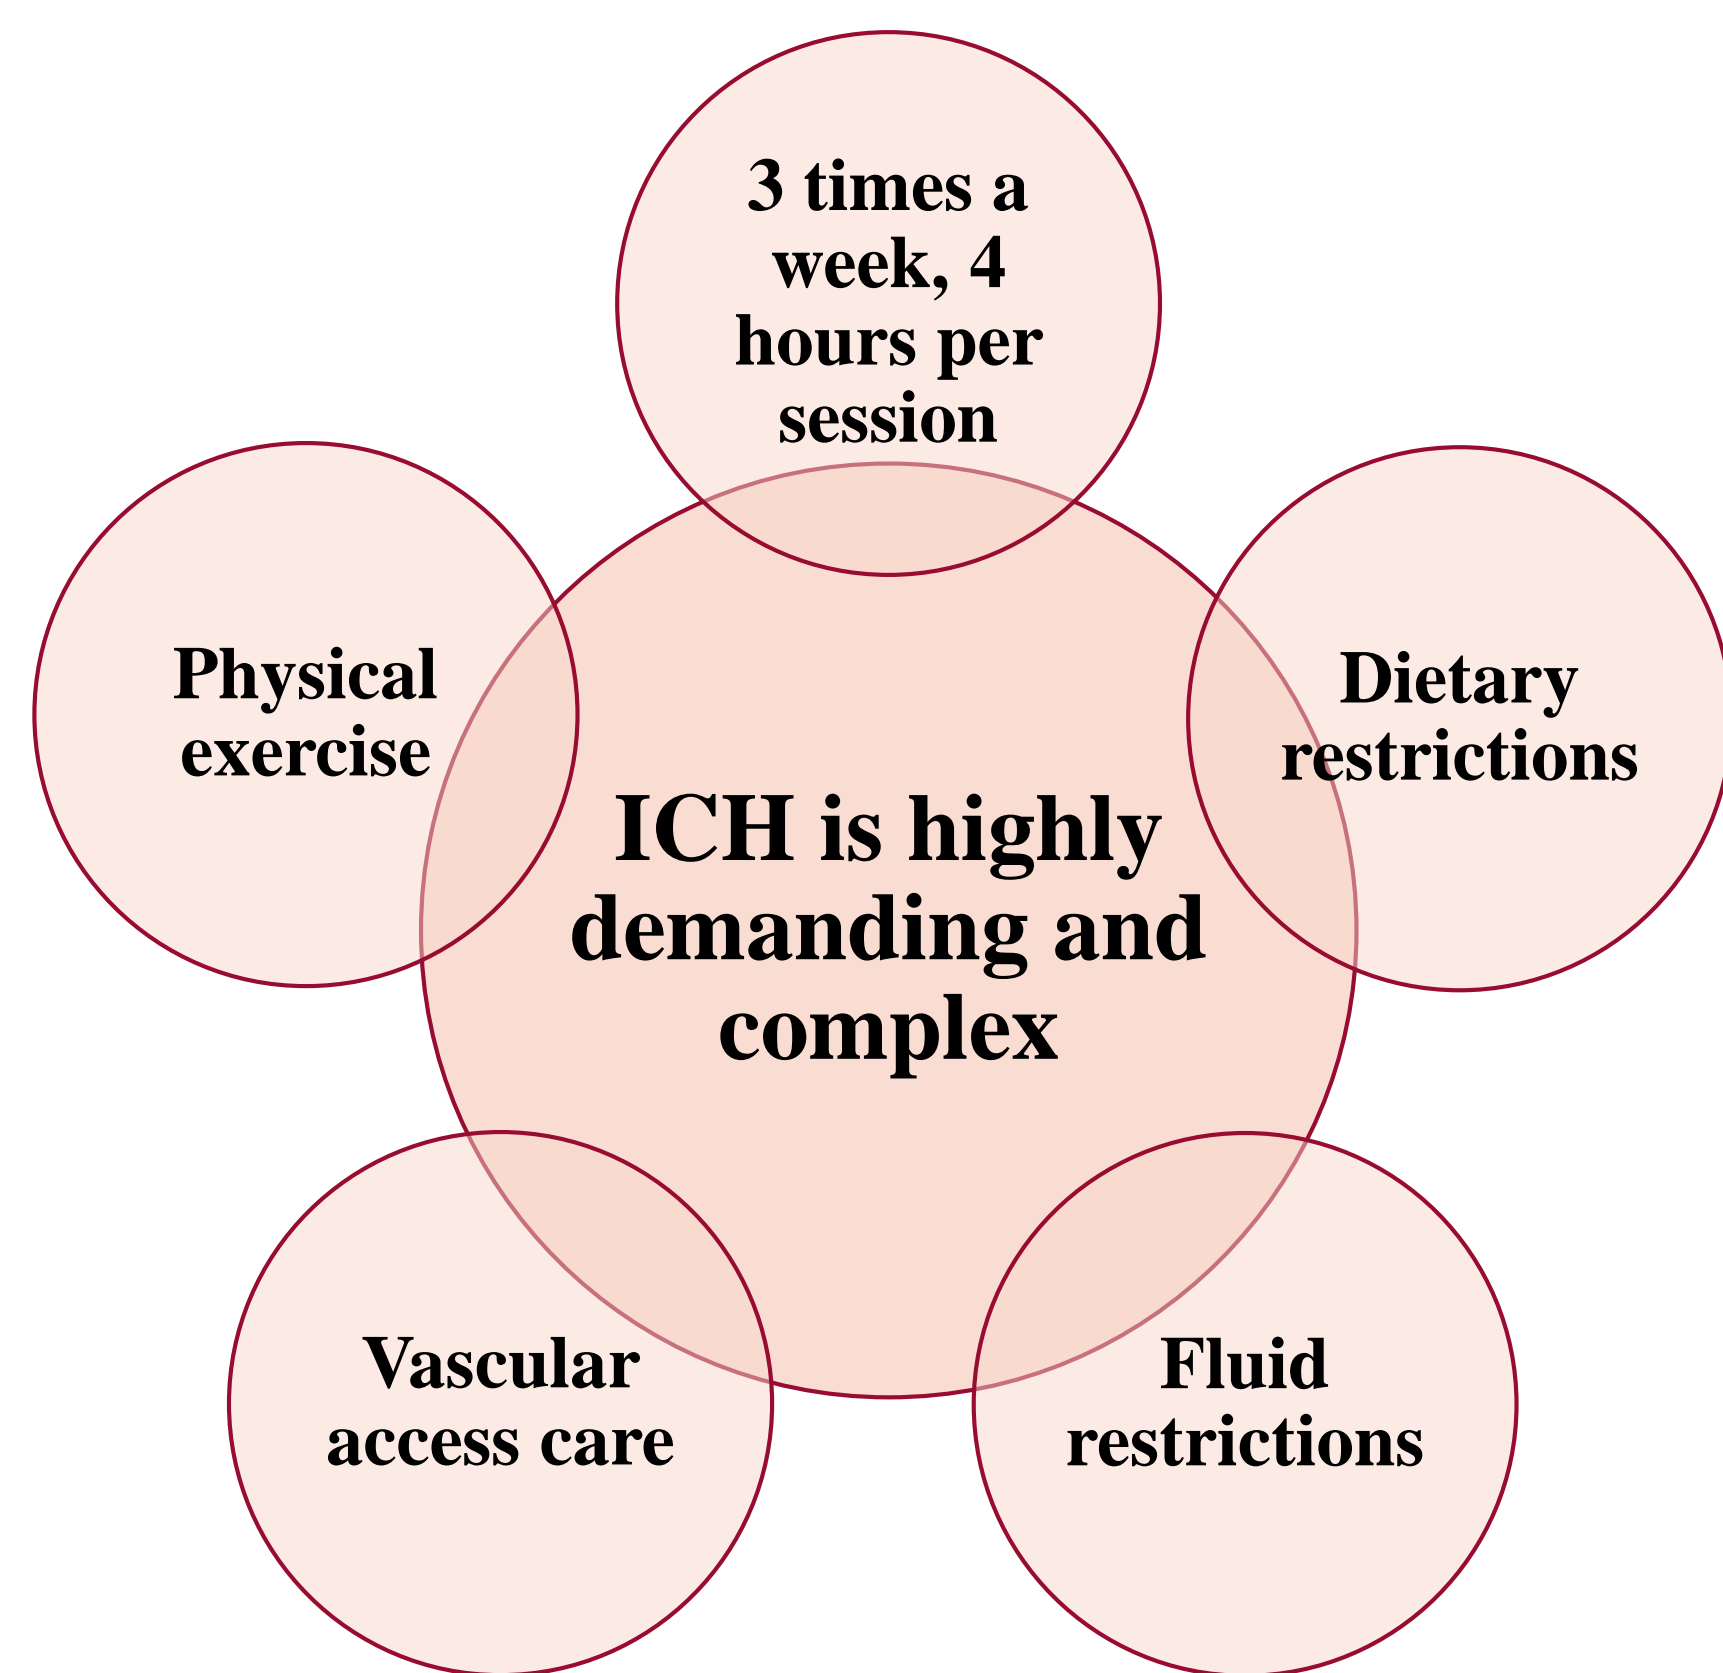 3 times a
week, 4
hours per
session
Physical
exercise
Dietary
restrictions
ICH is highly
demanding and
complex
Vascular
access care
Fluid
restrictions